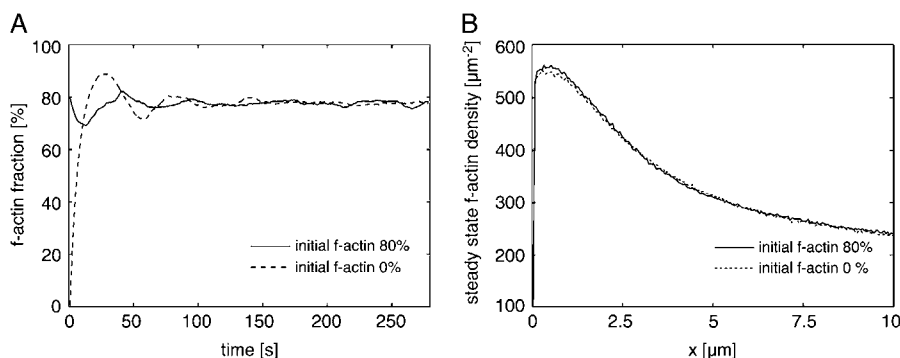 A
f-actin fraction [%]
100
80
60
40
20
0
initial f-actin 80%
initial f-actin 0%
0 50 100 150 200 250
time [s]
B
steady state f-actin density [µm-2]
600
500
400
300
200
100
initial f-actin 80%
initial f-actin 0 %
0 2.5 5 7.5 10
x [µm]